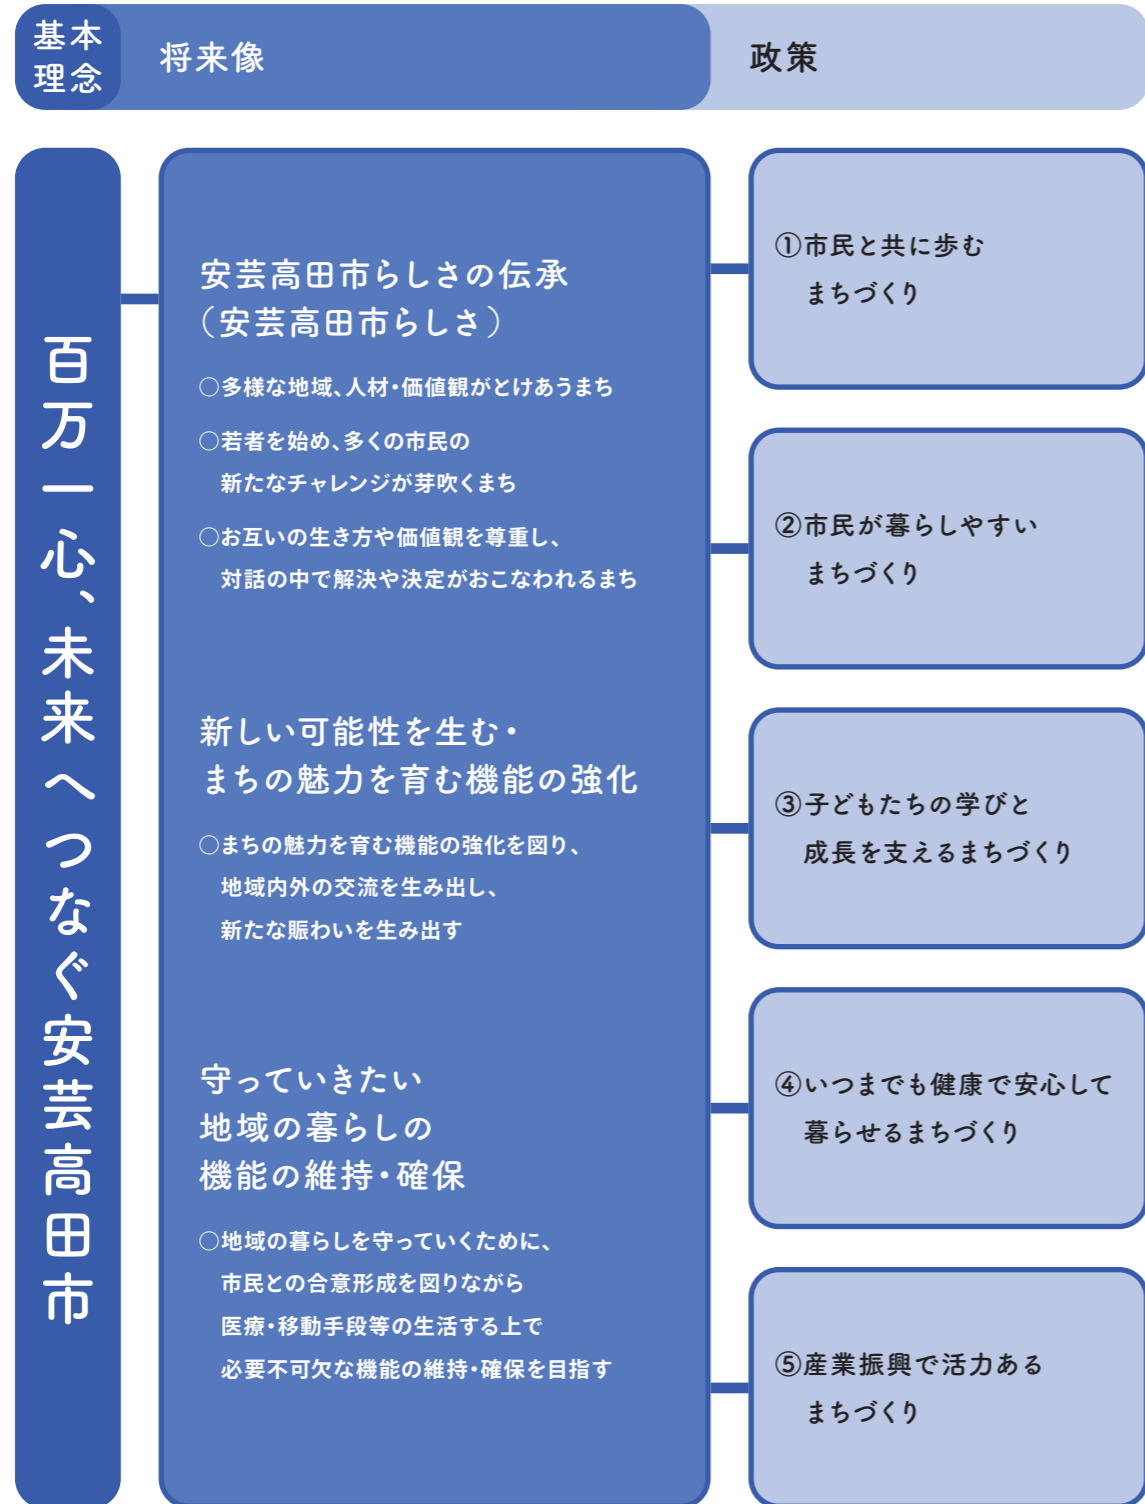 基本
理念
将来像
政策
百万一心、未来へつなぐ安芸高田市
安芸高田市らしさの伝承
（安芸高田市らしさ）
○多様な地域、人材・価値観がとけあうまち
○若者を始め、多くの市民の
新たなチャレンジが芽吹くまち
○お互いの生き方や価値観を尊重し、
対話の中で解決や決定がおこなわれるまち
新しい可能性を生む・
まちの魅力を育む機能の強化
○まちの魅力を育む機能の強化を図り、
地域内外の交流を生み出し、
新たな賑わいを生み出す
守っていきたい
地域の暮らしの
機能の維持・確保
○地域の暮らしを守っていくために、
市民との合意形成を図りながら
医療・移動手段等の生活する上で
必要不可欠な機能の維持・確保を目指す
①市民と共に歩む
まちづくり
②市民が暮らしやすい
まちづくり
③子どもたちの学びと
成長を支えるまちづくり
④いつまでも健康で安心して
暮らせるまちづくり
⑤産業振興で活力ある
まちづくり